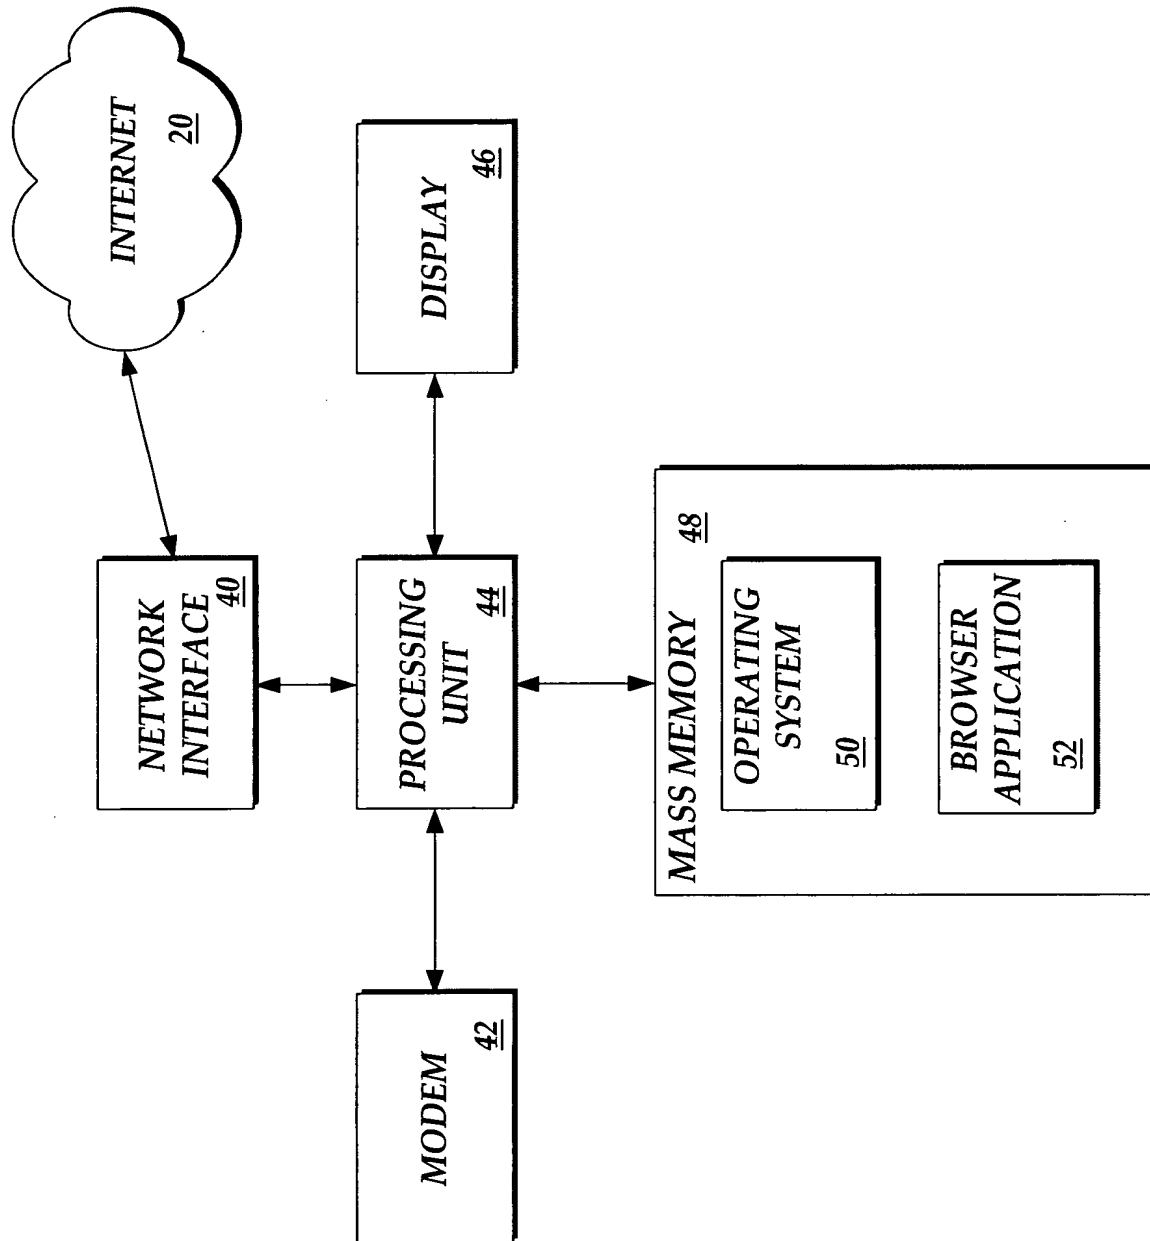 INTERNET
20
NETWORK
INTERFACE
40
DISPLAY
46
PROCESSING
UNIT
44
MODEM
42
MASS MEMORY
48
OPERATING
SYSTEM
50
BROWSER
APPLICATION
52